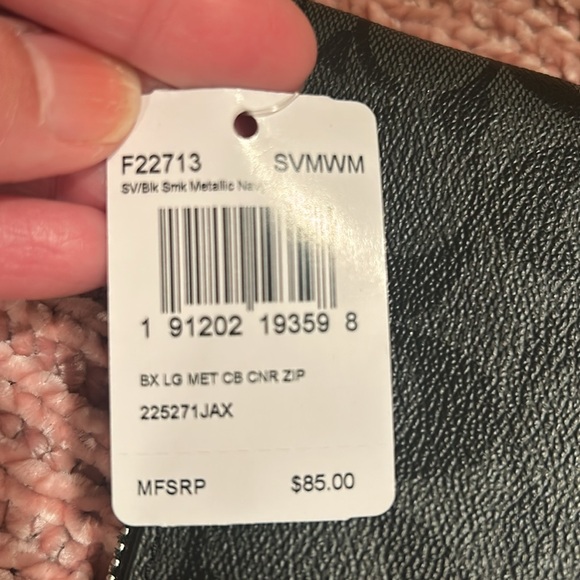 F22713 SVMWM
SV/Blk Smk Metallic
1 91202 19359 8
BX LG MET CB CNR ZIP
225271JAX
MFSRP $85.00